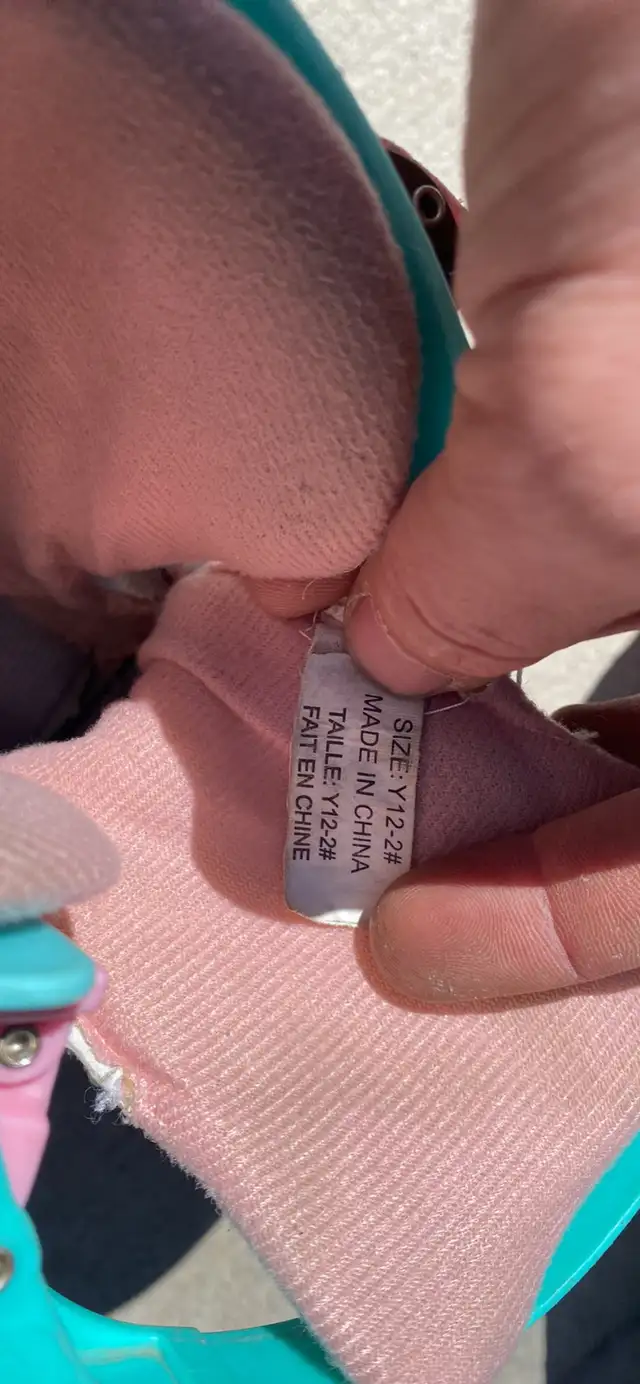 SIZE: Y12-2#
MADE IN CHINA
TAILLE: Y12-2#
FAIT EN CHINE